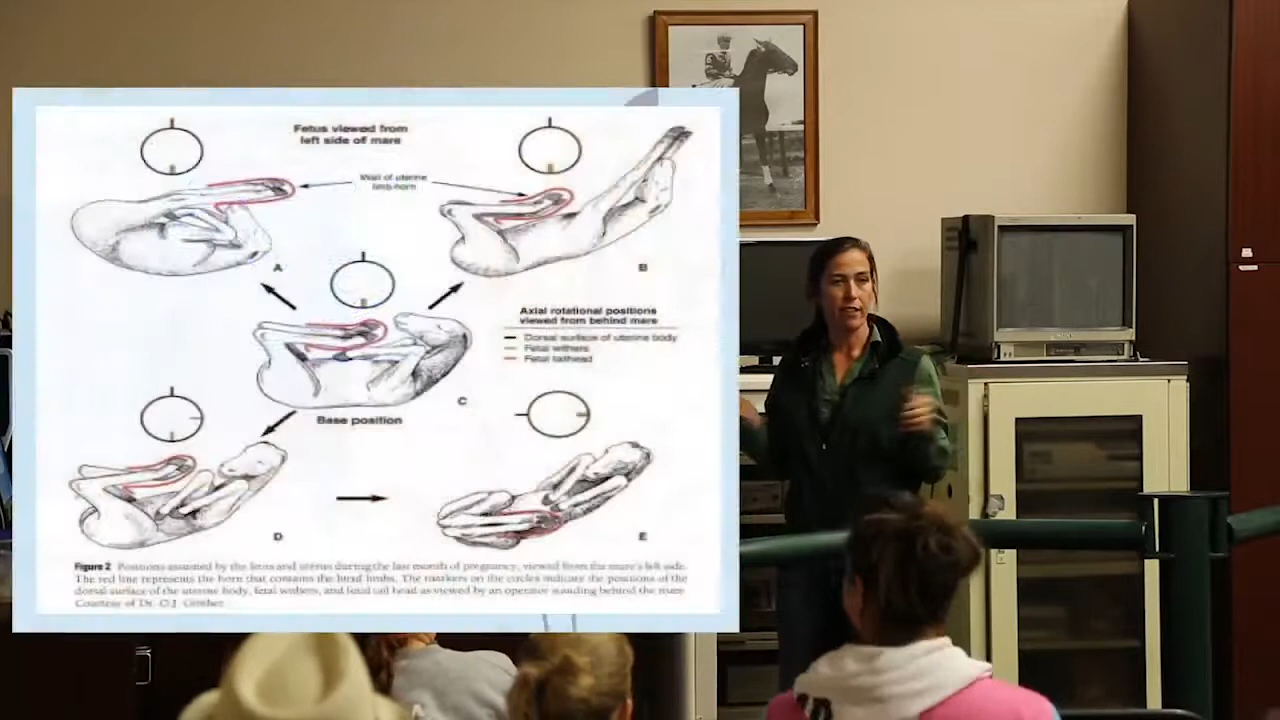 Fetus viewed from
left side of mare
Wall of uterine
limb-horn
A
B
Axial rotational positions
viewed from behind mare
Dorsal surface of uterine body
Fetal withers
Fetal tailhead
C
Base position
D
E
Figure 2 Positions assumed by the fetus and uterus during the last month of pregnancy, viewed from the mare's left side.
The red line represents the horn that contains the hind limbs. The markers on the circles indicate the positions of the
dorsal surface of the uterine body, fetal withers, and fetal tail head as viewed by an operator standing behind the mare
Courtesy of Dr. O.J. Ginther